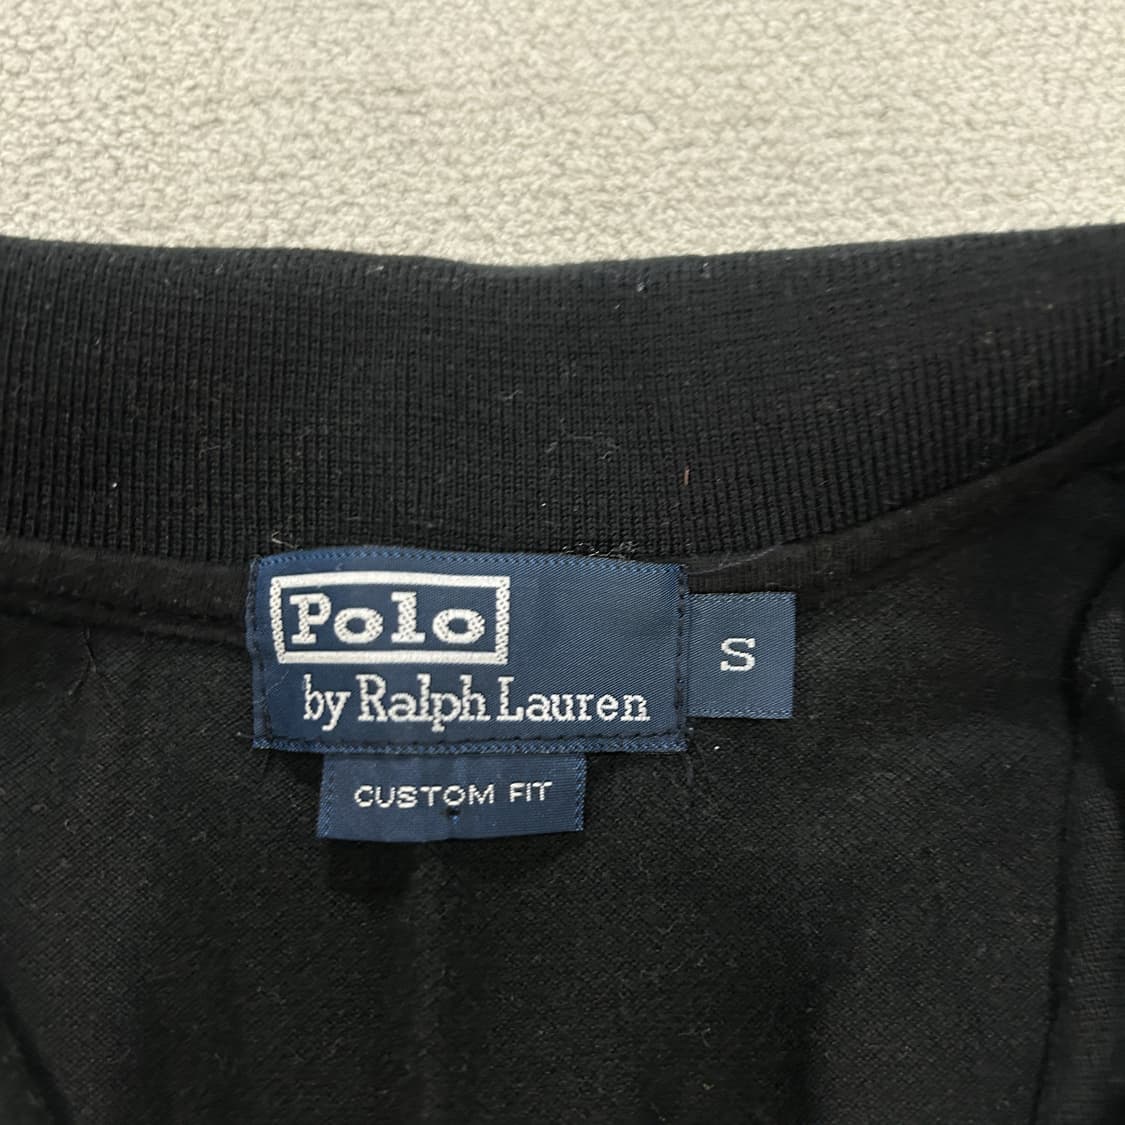 Polo
by Ralph Lauren
S
CUSTOM FIT